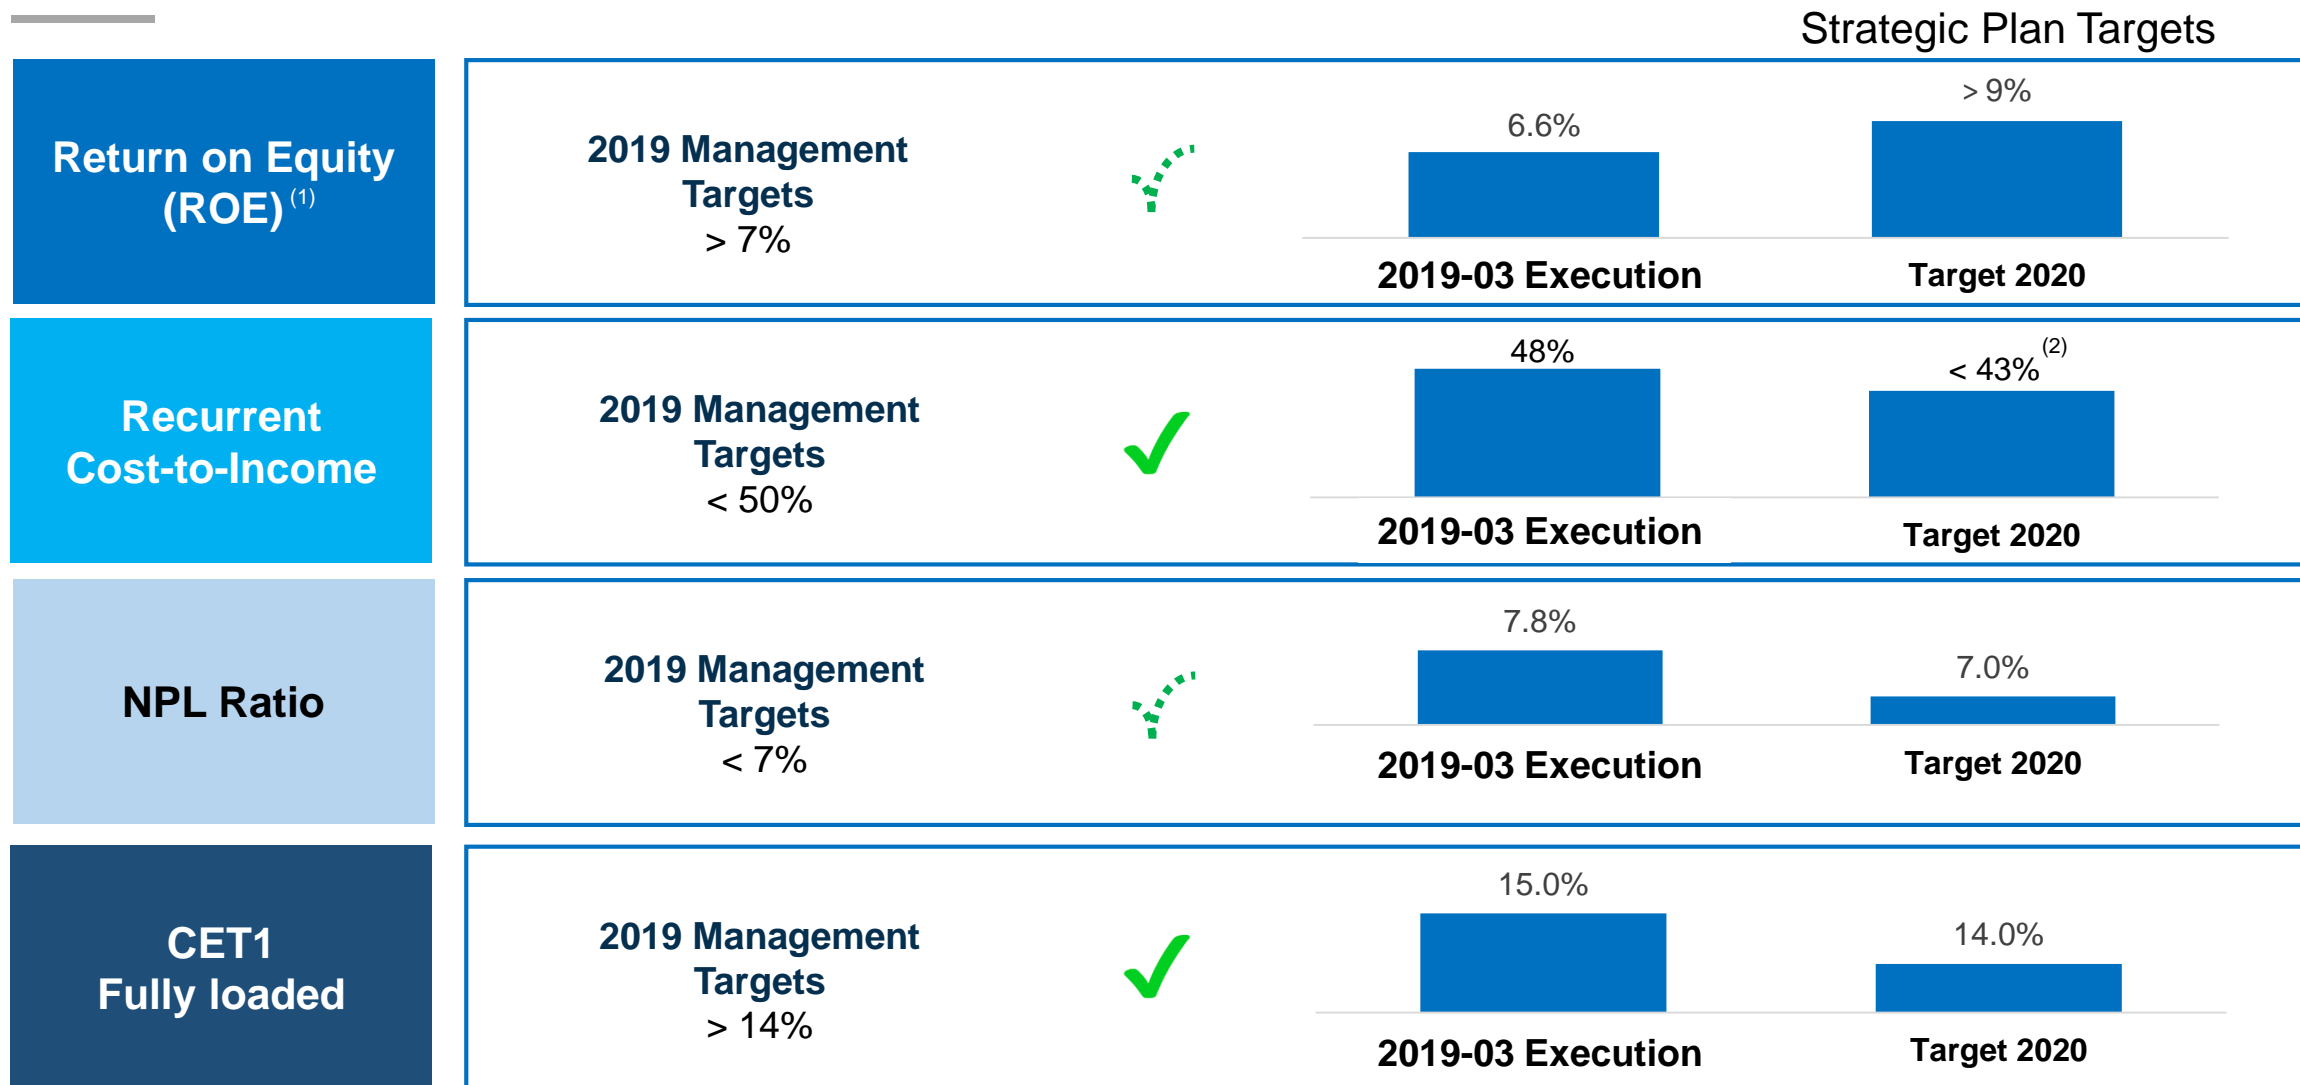 Strategic Plan Targets
Return on Equity
(ROE) (1)
2019 Management
Targets
> 7%
6.6%
> 9%
2019-03 Execution
Target 2020
Recurrent
Cost-to-Income
2019 Management
Targets
< 50%
48%
< 43% (2)
2019-03 Execution
Target 2020
NPL Ratio
2019 Management
Targets
< 7%
7.8%
7.0%
2019-03 Execution
Target 2020
CET1
Fully loaded
2019 Management
Targets
> 14%
15.0%
14.0%
2019-03 Execution
Target 2020